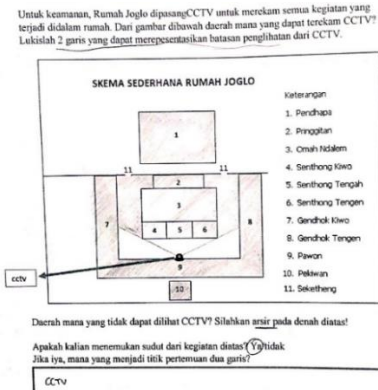 Untuk keamanan, Rumah Joglo dipasangCCTV untuk merekam semua kegiatan yang
terjadi didalam rumah. Dari gambar dibawah daerah mana yang dapat terekam CCTV?
Lukislah 2 garis yang dapat merepesentasikan batasan penglihatan dari CCTV.
SKEMA SEDERHANA RUMAH JOGLO
Keterangan
1. Pendhapa
2. Pringgitan
3. Omah Ndalem
4. Senthong Kiwo
5. Senthong Tengah
6. Senthong Tengen
7. Gendhok Kiwo
8. Gendhok Tengen
9. Pawon
10. Pekiwan
11. Seketheng
1
11 11
2
3
7 4 5 6 8
9
cctv
10
Daerah mana yang tidak dapat dilihat CCTV? Silahkan arsir pada denah diatas!
Apakah kalian menemukan sudut dari kegiatan diatas? Ya/tidak
Jika iya, mana yang menjadi titik pertemuan dua garis?
CCTV